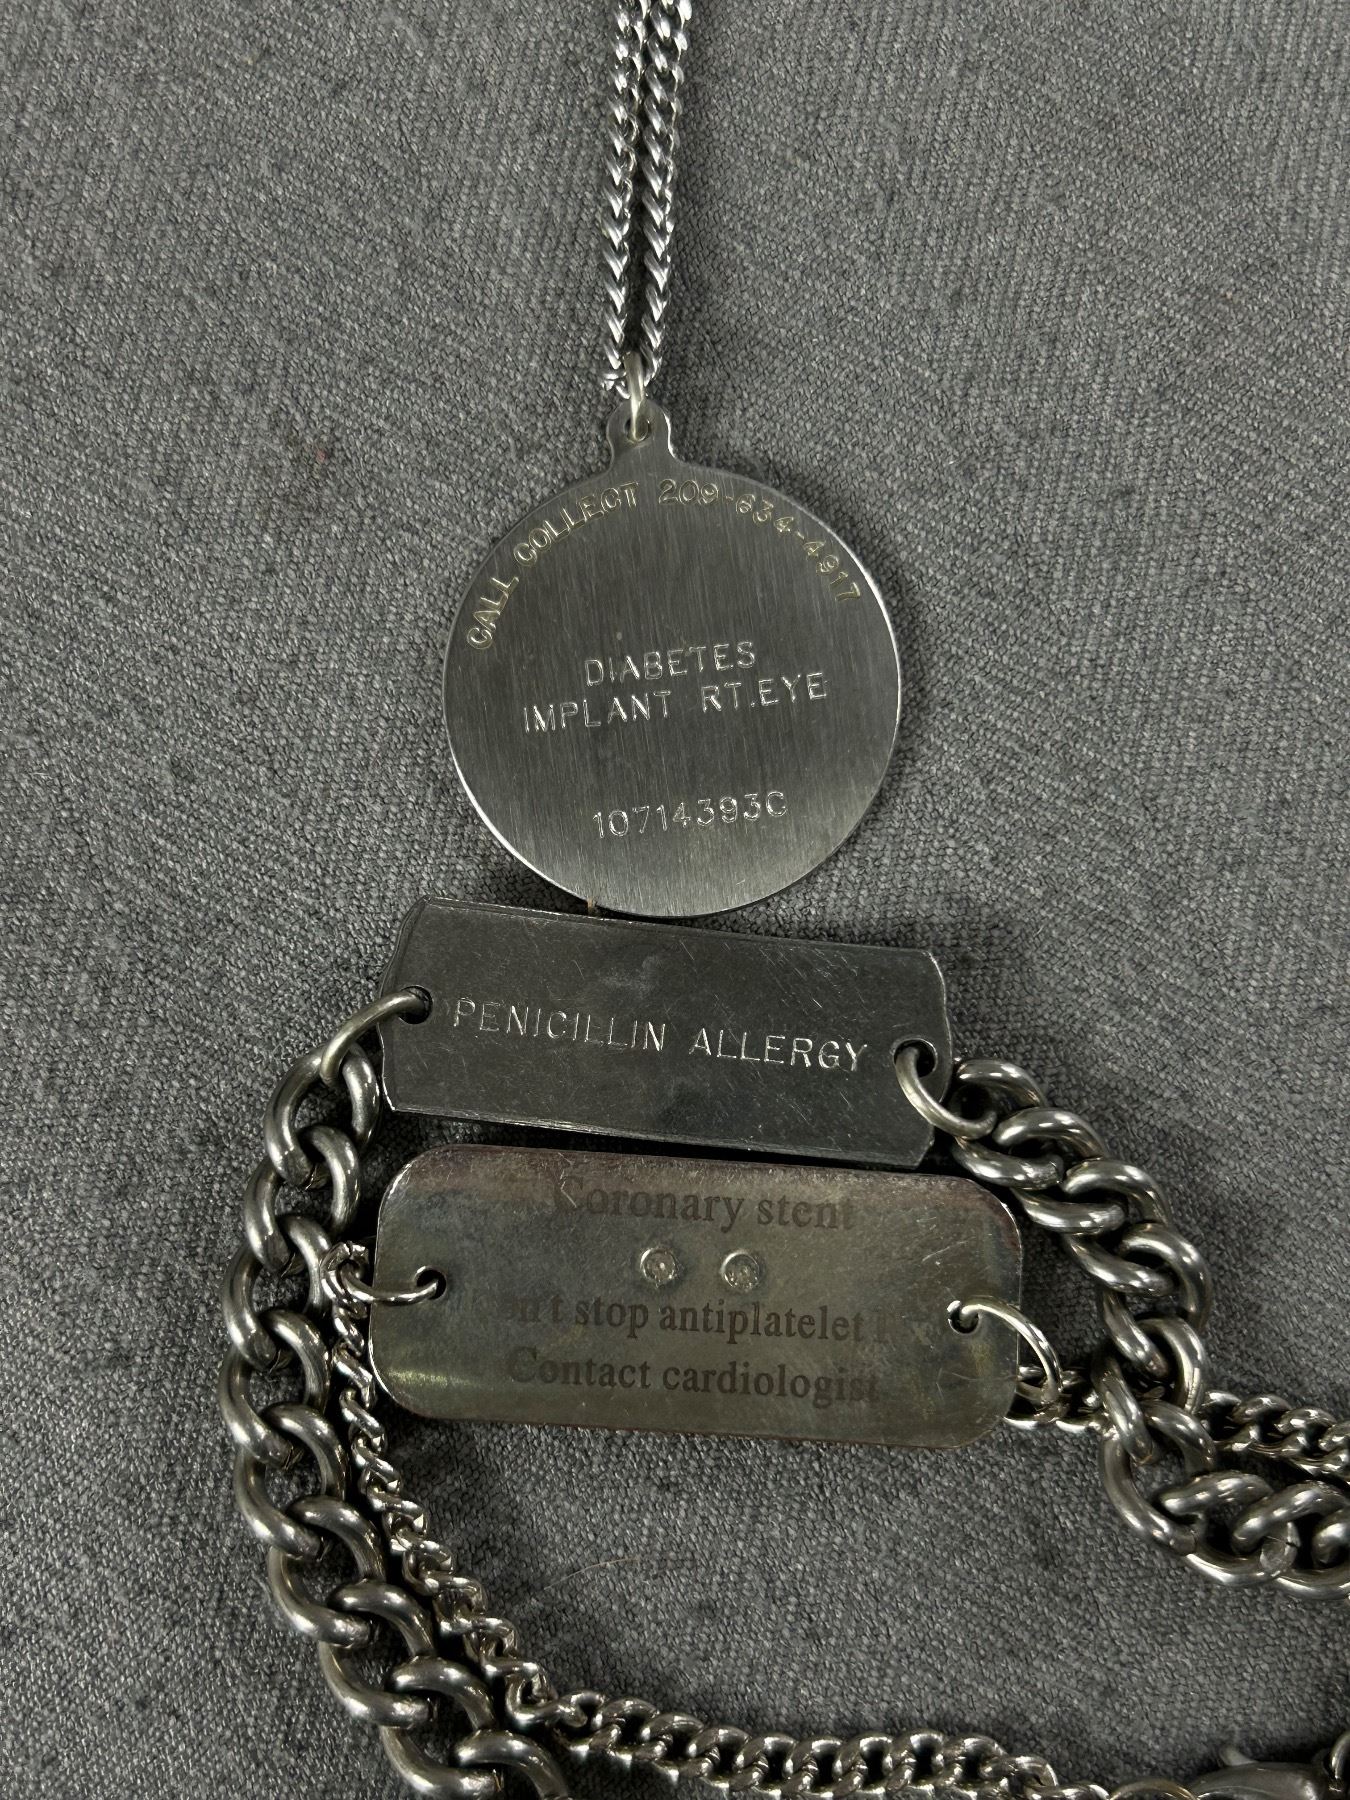 CALL COLLECT 209-634-4917
DIABETES
IMPLANT RT.EYE
10714393C
PENICILLIN ALLERGY
Coronary stent
stop antiplatelet
Contact cardiologist